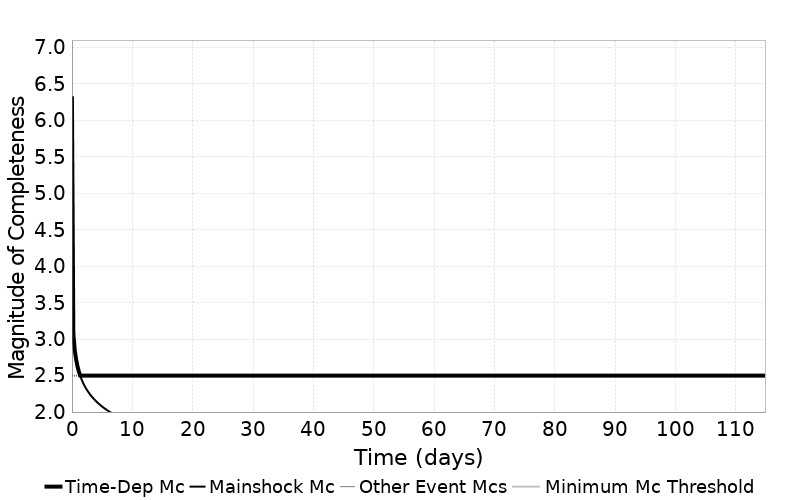 7.0
6.5
6.0
5.5
5.0
4.5
4.0
3.5
3.0
2.5
2.0
Magnitude of Completeness
0 10 20 30 40 50 60 70 80 90 100 110
Time (days)
Time-Dep Mc Mainshock Mc Other Event Mcs Minimum Mc Threshold